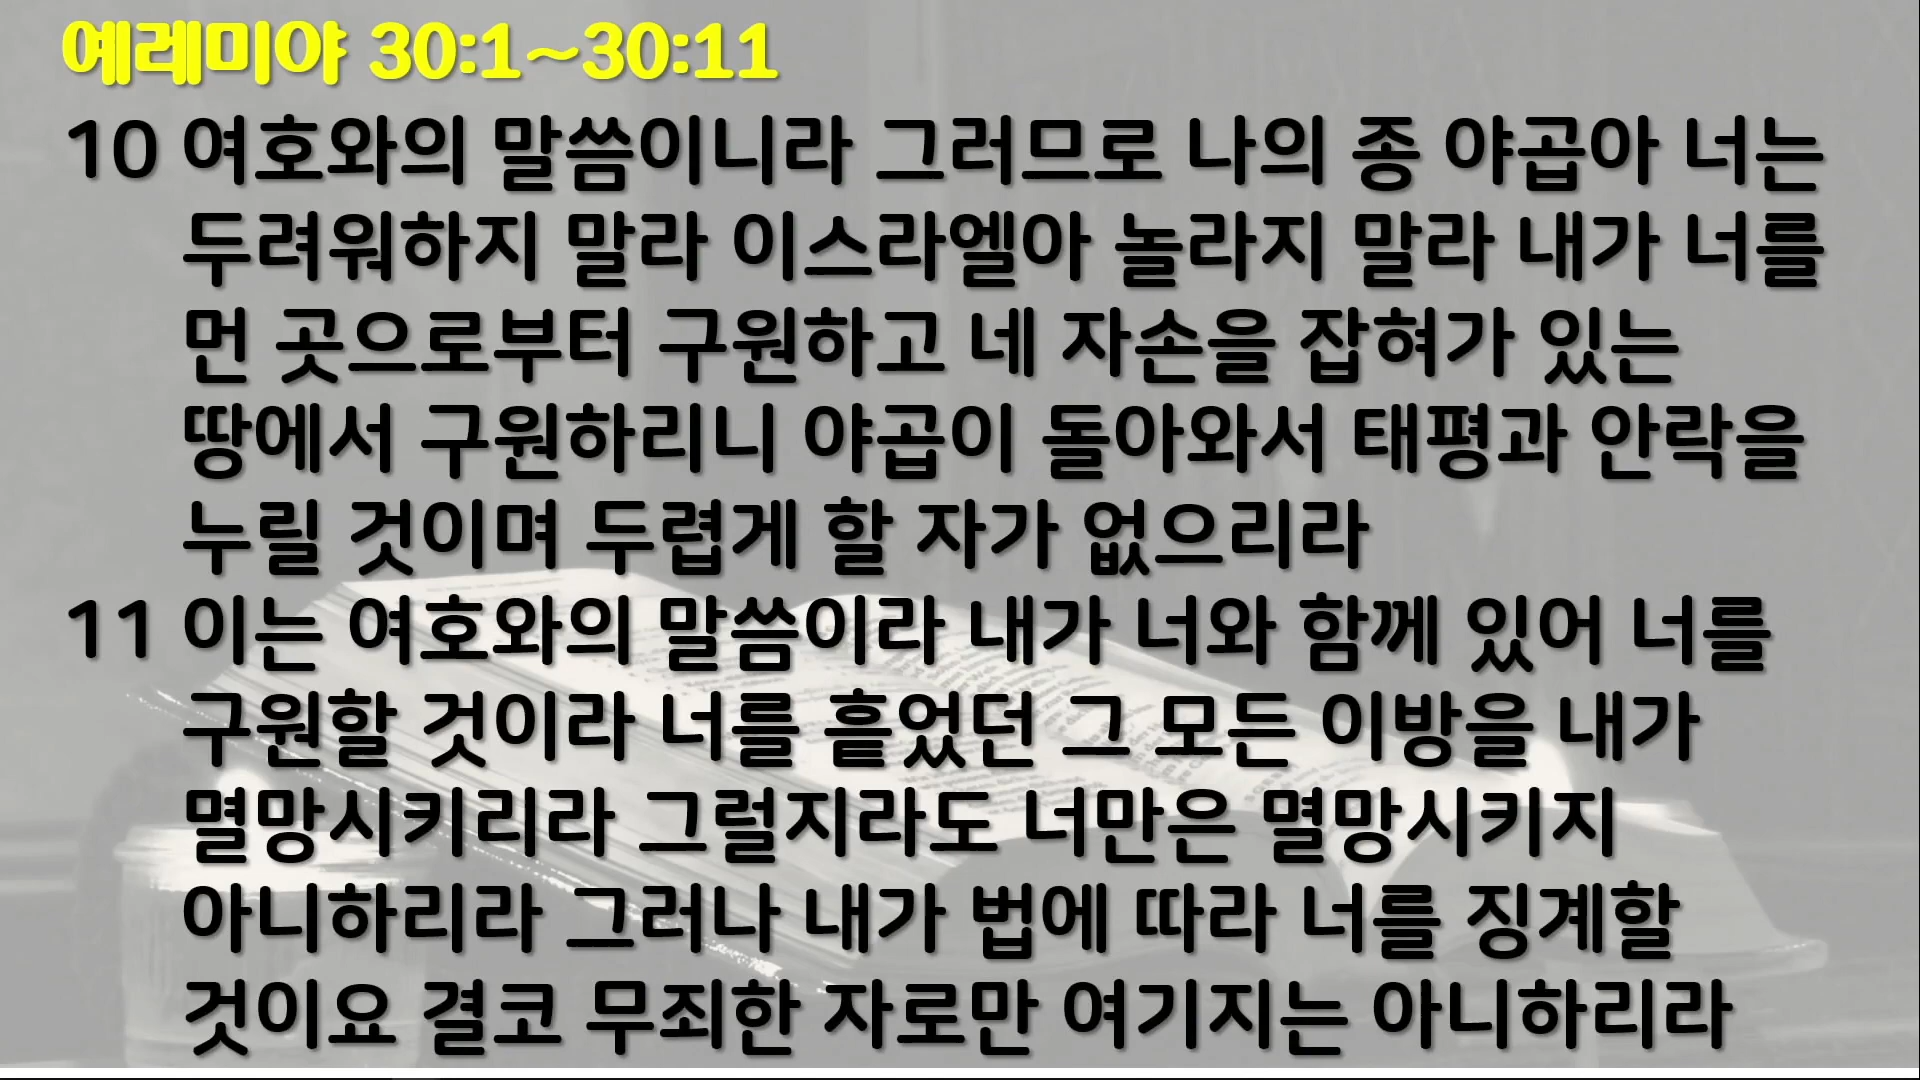 예레미야 30:1~30:11
10 여호와의 말씀이니라 그러므로 나의 종 야곱아 너는
두려워하지 말라 이스라엘아 놀라지 말라 내가 너를
먼 곳으로부터 구원하고 네 자손을 잡혀가 있는
땅에서 구원하리니 야곱이 돌아와서 태평과 안락을
누릴 것이며 두렵게 할 자가 없으리라
11 이는 여호와의 말씀이라 내가 너와 함께 있어 너를
구원할 것이라 너를 흩었던 그 모든 이방을 내가
멸망시키리라 그럴지라도 너만은 멸망시키지
아니하리라 그러나 내가 법에 따라 너를 징계할
것이요 결코 무죄한 자로만 여기지는 아니하리라